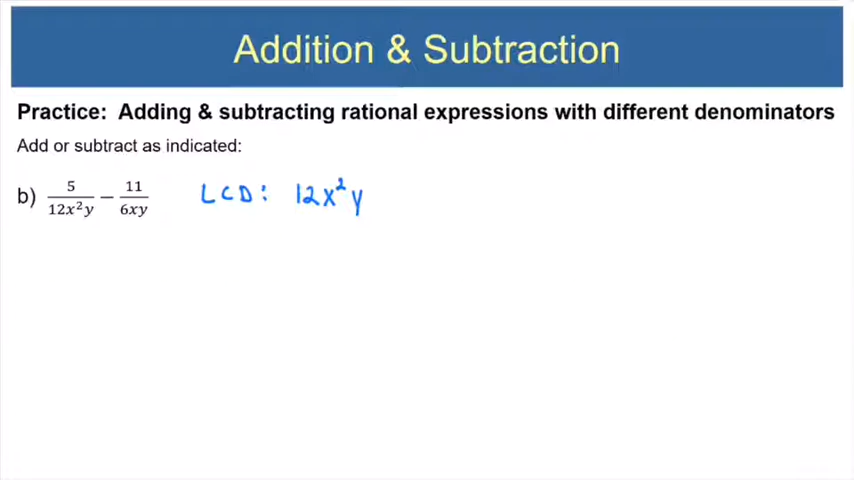 Addition & Subtraction
Practice: Adding & subtracting rational expressions with different denominators
Add or subtract as indicated:
b) 5/(12x²y) − 11/(6xy) LCD: 12x²y